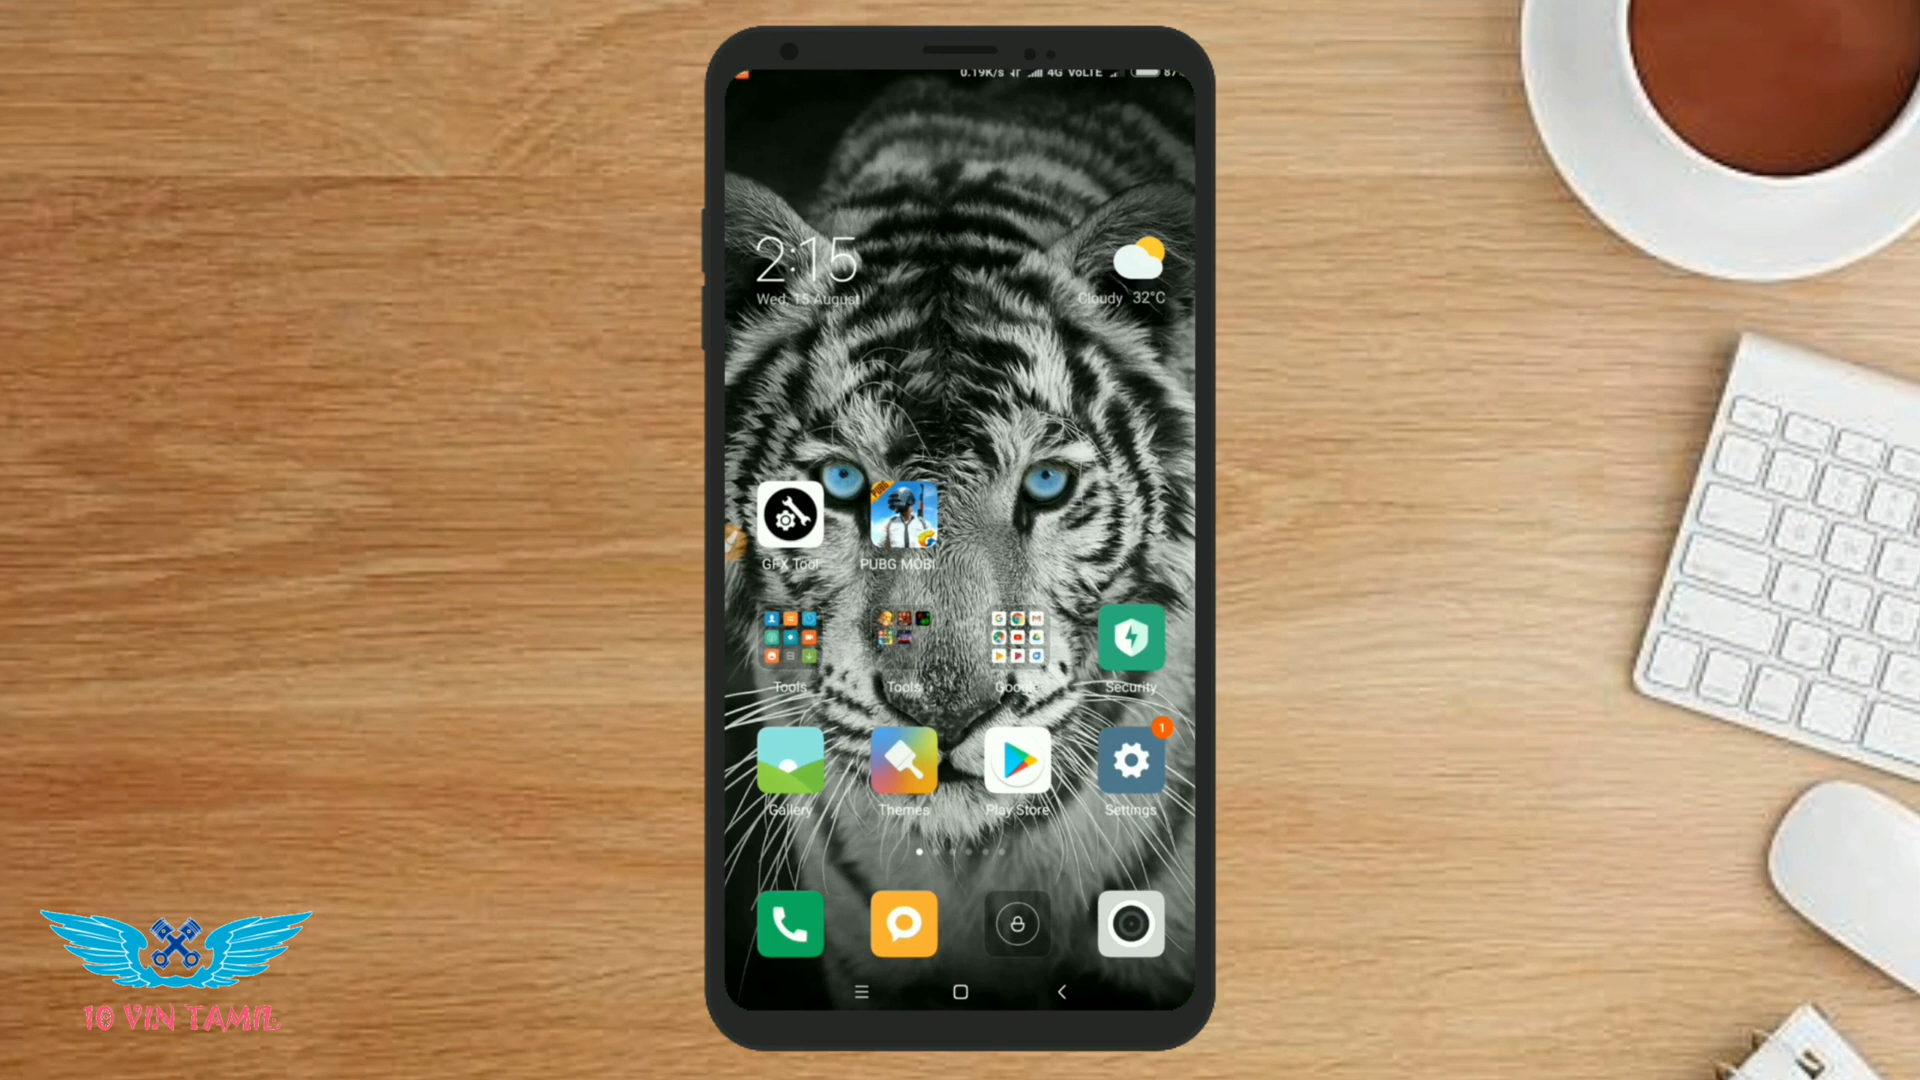 0.19K/s 4G VoLTE 87
2:15
Wed, 15 August
Cloudy 32°C
GFX Tool
PUBG MOBI...
Tools
Tools
Google
Security
1
Gallery
Themes
Play Store
Settings
10 VIN TAMIL